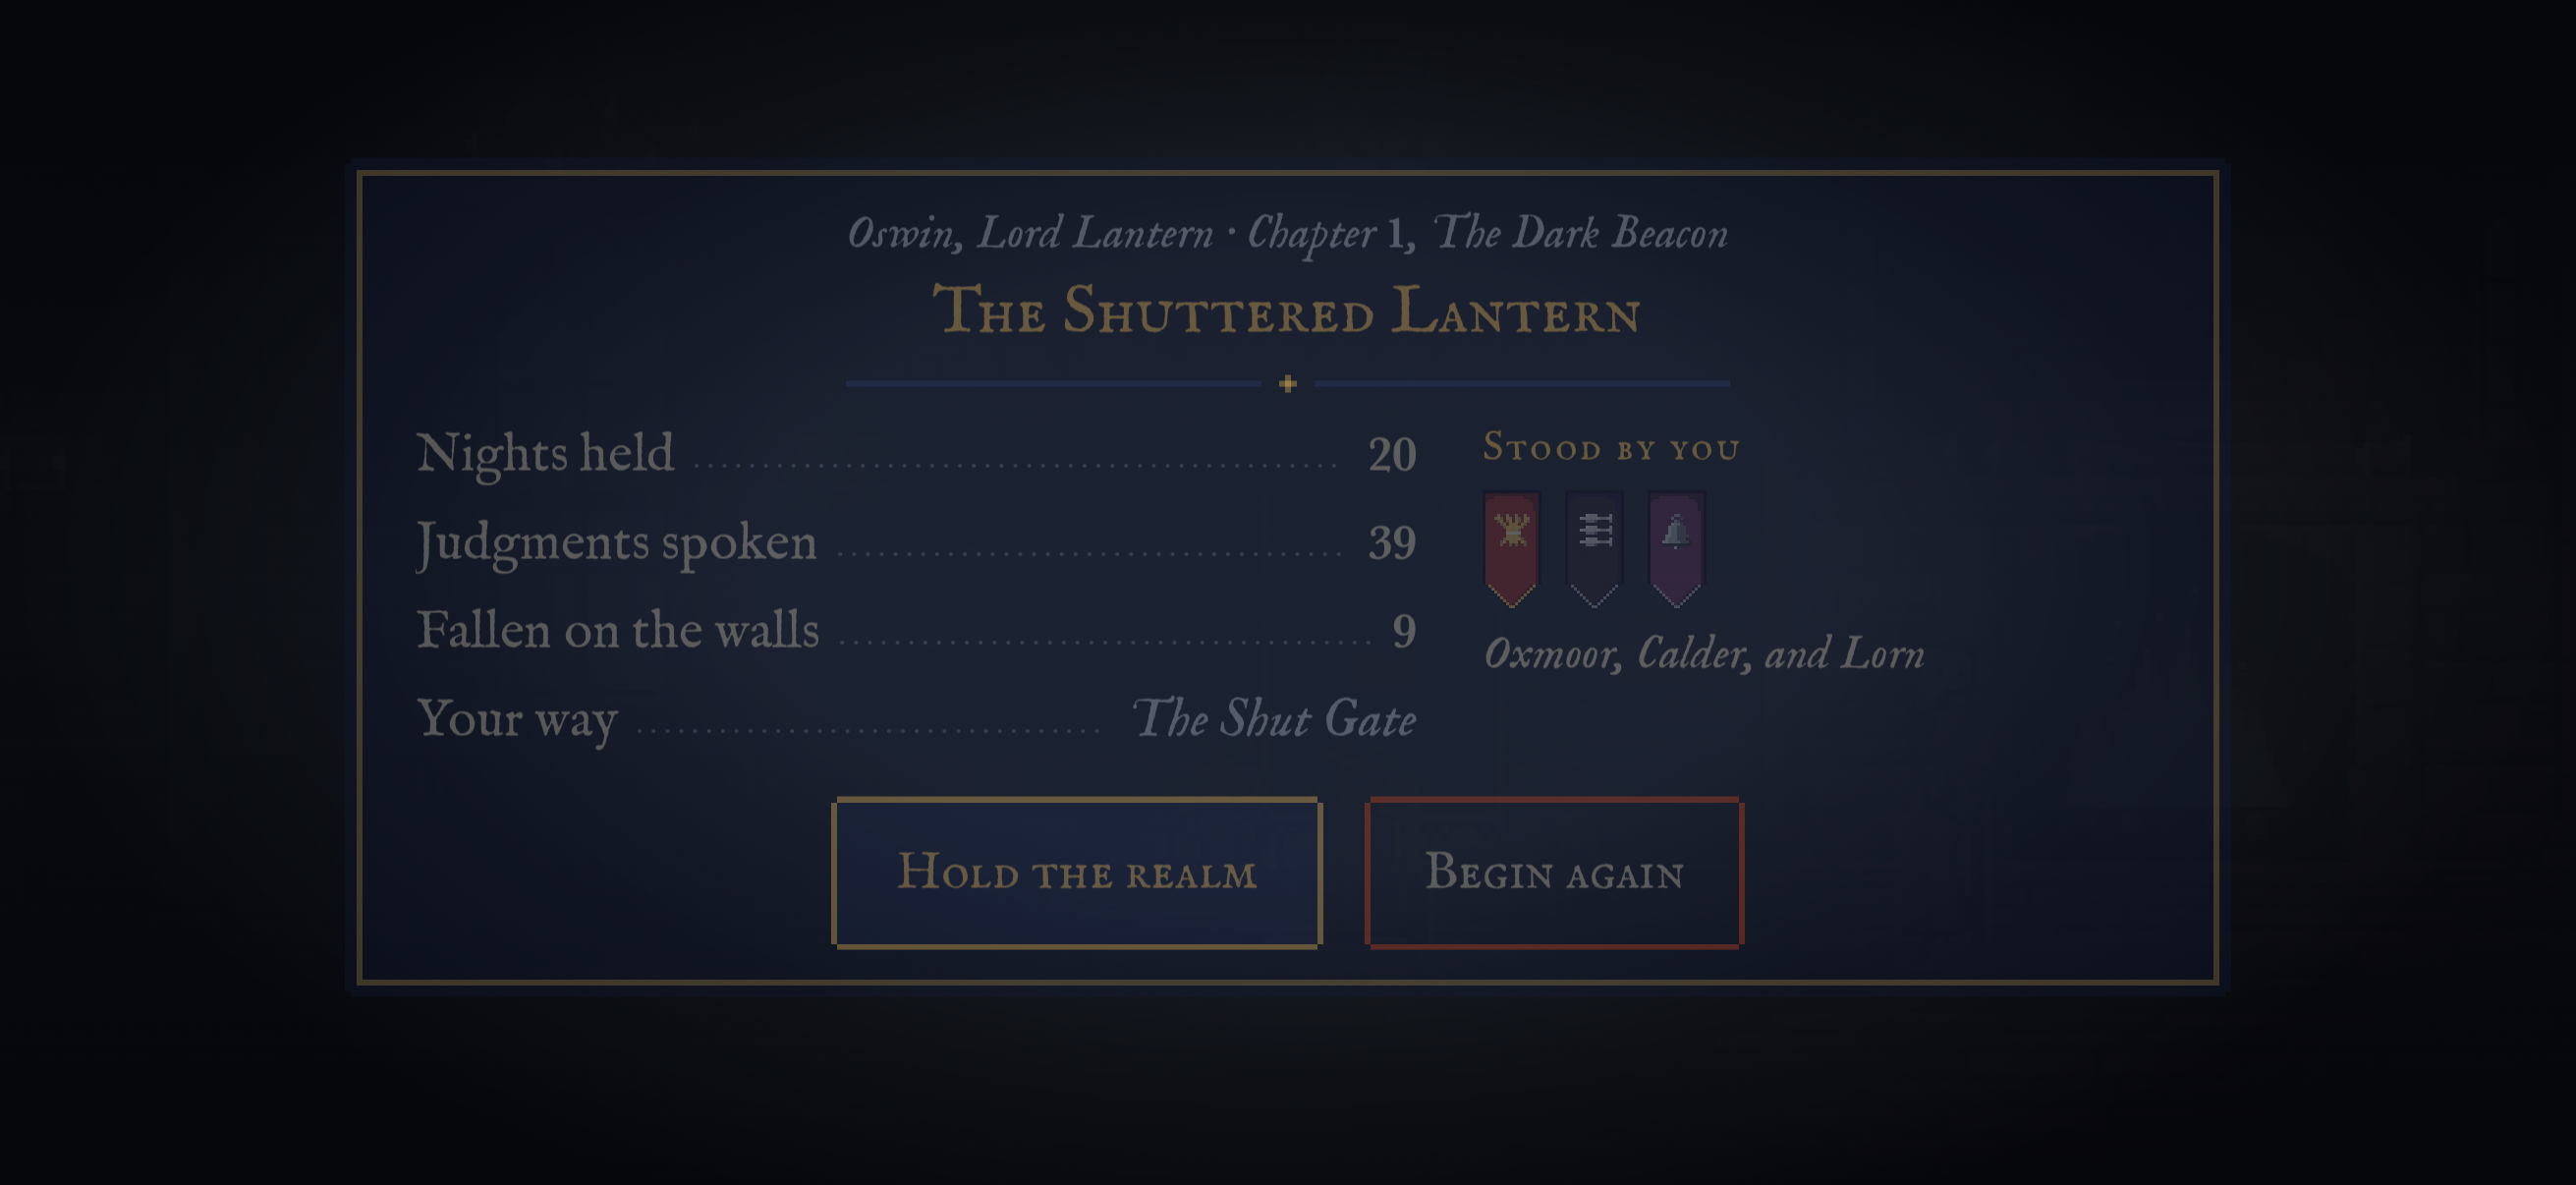 Oswin, Lord Lantern · Chapter 1, The Dark Beacon
The Shuttered Lantern
Nights held 20
Judgments spoken 39
Fallen on the walls 9
Your way The Shut Gate
Stood by you
Oxmoor, Calder, and Lorn
Hold the realm
Begin again